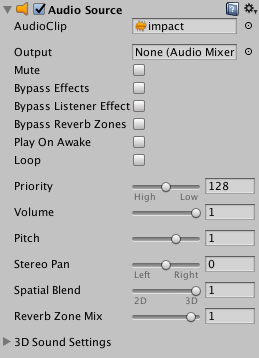 Audio Source
AudioClip impact
Output None (Audio Mixer
Mute
Bypass Effects
Bypass Listener Effect
Bypass Reverb Zones
Play On Awake
Loop
Priority 128
High Low
Volume 1
Pitch 1
Stereo Pan 0
Left Right
Spatial Blend 1
2D 3D
Reverb Zone Mix 1
3D Sound Settings